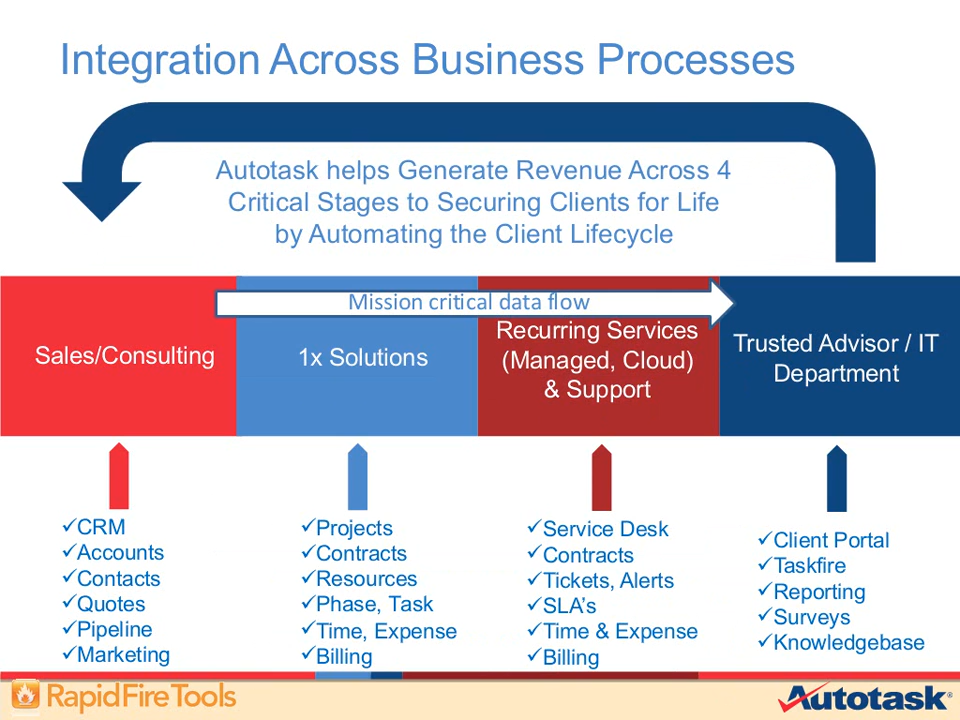 Integration Across Business Processes
Autotask helps Generate Revenue Across 4
Critical Stages to Securing Clients for Life
by Automating the Client Lifecycle
Mission critical data flow
Sales/Consulting
1x Solutions
Recurring Services
(Managed, Cloud)
& Support
Trusted Advisor / IT
Department
✓CRM
✓Accounts
✓Contacts
✓Quotes
✓Pipeline
✓Marketing
✓Projects
✓Contracts
✓Resources
✓Phase, Task
✓Time, Expense
✓Billing
✓Service Desk
✓Contracts
✓Tickets, Alerts
✓SLA's
✓Time & Expense
✓Billing
✓Client Portal
✓Taskfire
✓Reporting
✓Surveys
✓Knowledgebase
RapidFireTools
Autotask®